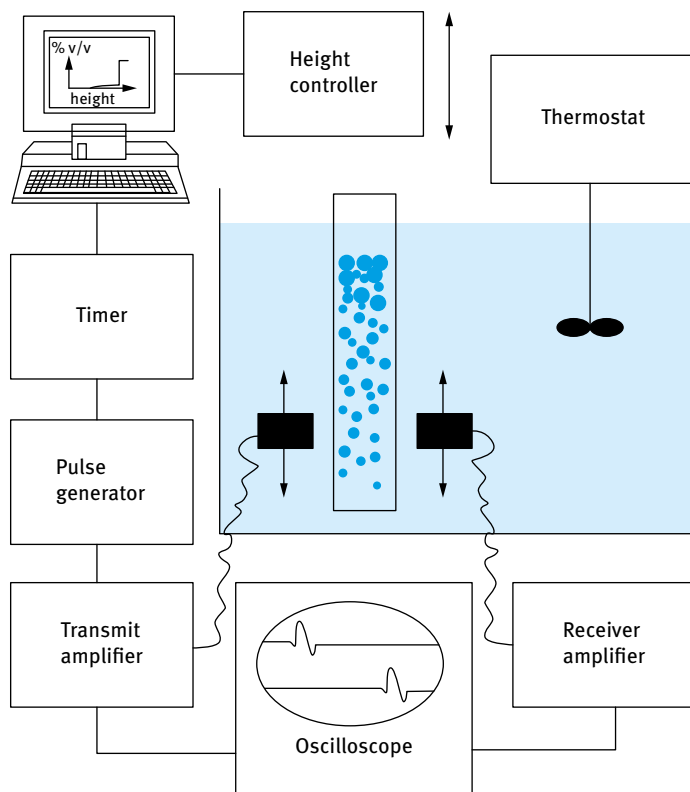 % v/v
height
Height
controller
Thermostat
Timer
Pulse
generator
Transmit
amplifier
Receiver
amplifier
Oscilloscope